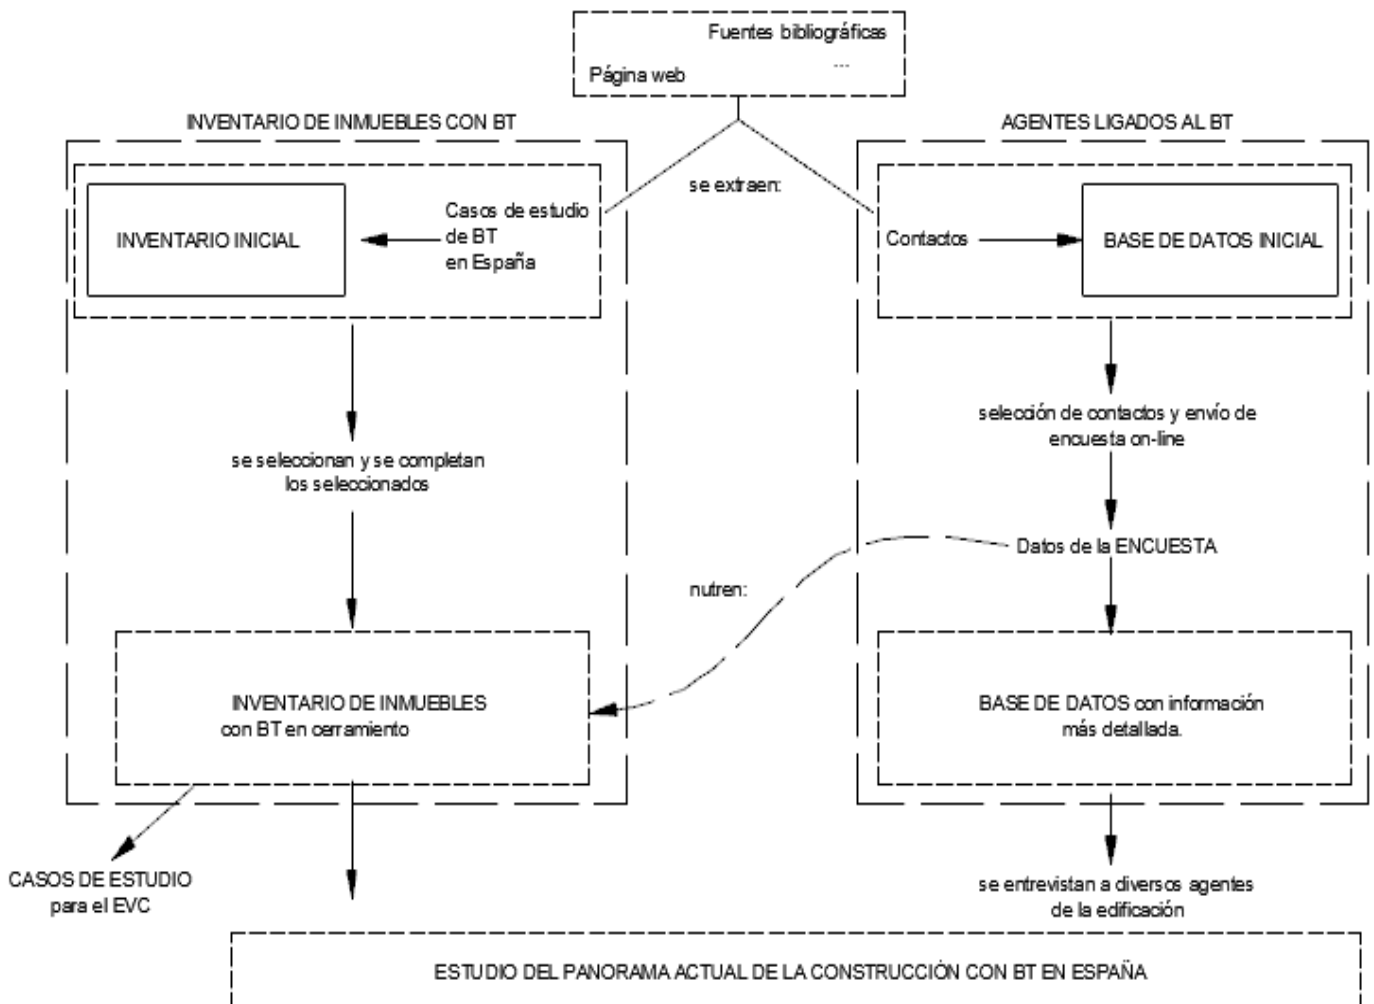 Fuentes bibliográficas
...
Página web
INVENTARIO DE INMUEBLES CON BT
AGENTES LIGADOS AL BT
se extraen:
INVENTARIO INICIAL
Casos de estudio
de BT
en España
Contactos
BASE DE DATOS INICIAL
se seleccionan y se completan
los seleccionados
selección de contactos y envío de
encuesta on-line
Datos de la ENCUESTA
nutren:
INVENTARIO DE INMUEBLES
con BT en cerramiento
BASE DE DATOS con información
más detallada.
CASOS DE ESTUDIO
para el EVC
se entrevistan a diversos agentes
de la edificación
ESTUDIO DEL PANORAMA ACTUAL DE LA CONSTRUCCIÓN CON BT EN ESPAÑA